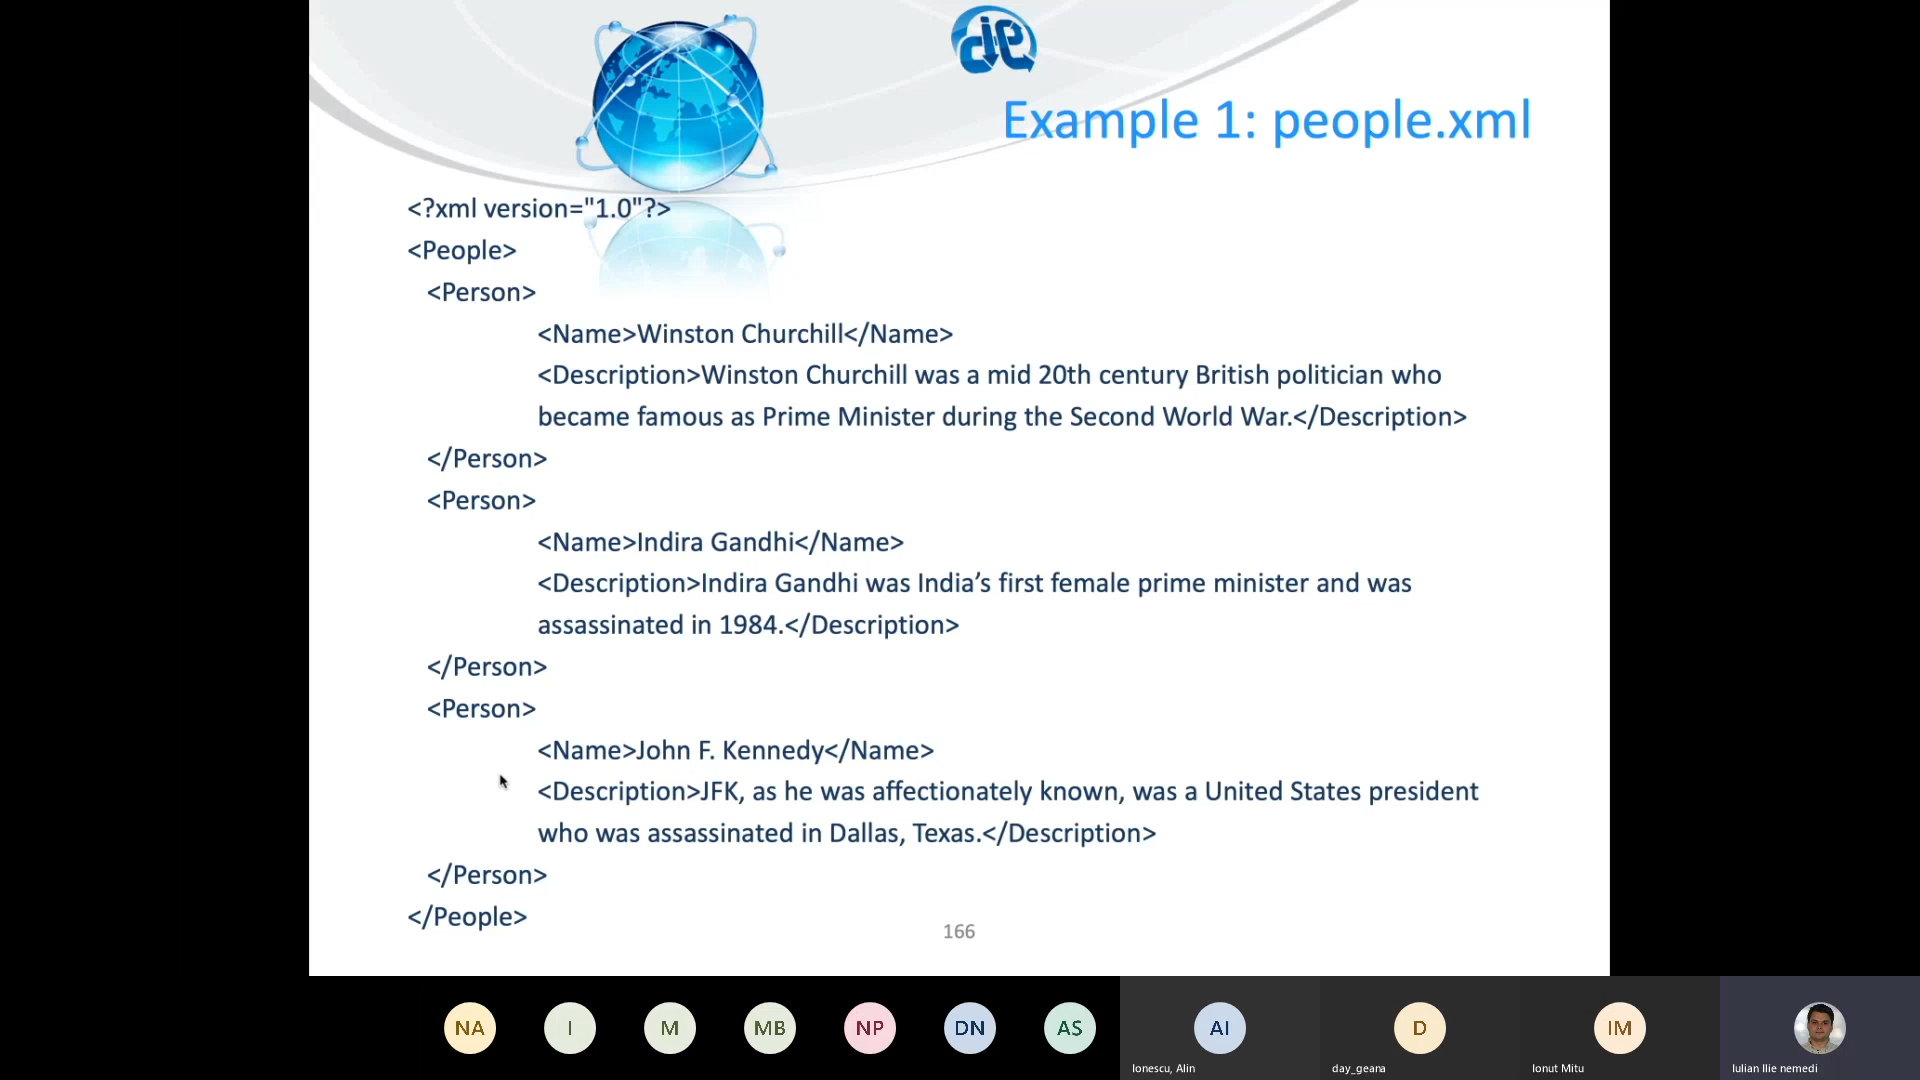 Example 1: people.xml
<?xml version="1.0"?>
<People>
<Person>
<Name>Winston Churchill</Name>
<Description>Winston Churchill was a mid 20th century British politician who
became famous as Prime Minister during the Second World War.</Description>
</Person>
<Person>
<Name>Indira Gandhi</Name>
<Description>Indira Gandhi was India’s first female prime minister and was
assassinated in 1984.</Description>
</Person>
<Person>
<Name>John F. Kennedy</Name>
<Description>JFK, as he was affectionately known, was a United States president
who was assassinated in Dallas, Texas.</Description>
</Person>
</People>
166
NA I M MB NP DN AS AI D IM
Ionescu, Alin day_geana Ionut Mitu Iulian Ilie nemedi